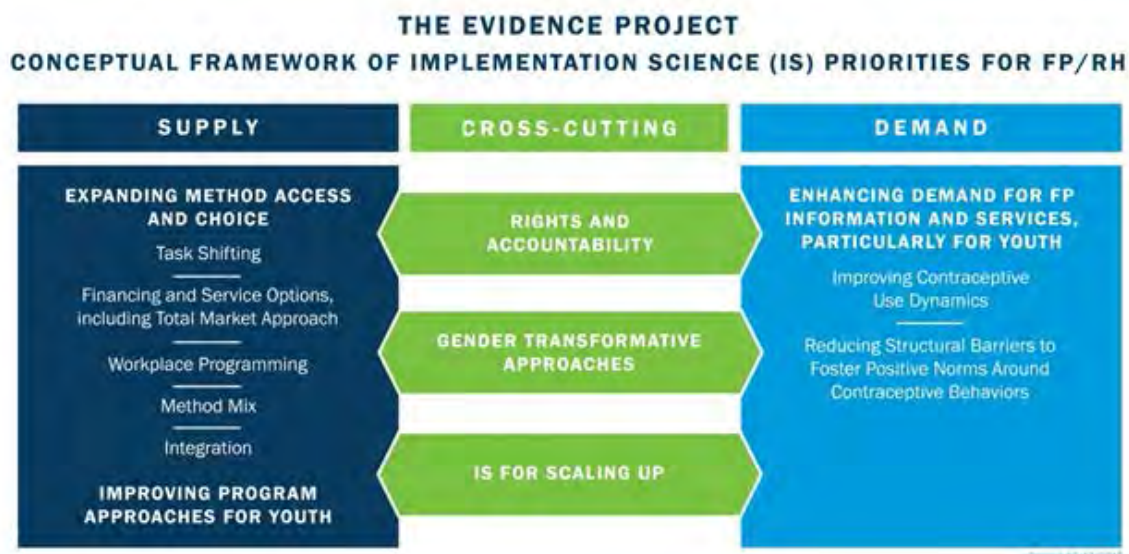 THE EVIDENCE PROJECT
CONCEPTUAL FRAMEWORK OF IMPLEMENTATION SCIENCE (IS) PRIORITIES FOR FP/RH
SUPPLY
EXPANDING METHOD ACCESS
AND CHOICE
Task Shifting
Financing and Service Options,
including Total Market Approach
Workplace Programming
Method Mix
Integration
IMPROVING PROGRAM
APPROACHES FOR YOUTH
CROSS-CUTTING
RIGHTS AND
ACCOUNTABILITY
GENDER TRANSFORMATIVE
APPROACHES
IS FOR SCALING UP
DEMAND
ENHANCING DEMAND FOR FP
INFORMATION AND SERVICES,
PARTICULARLY FOR YOUTH
Improving Contraceptive
Use Dynamics
Reducing Structural Barriers to
Foster Positive Norms Around
Contraceptive Behaviors